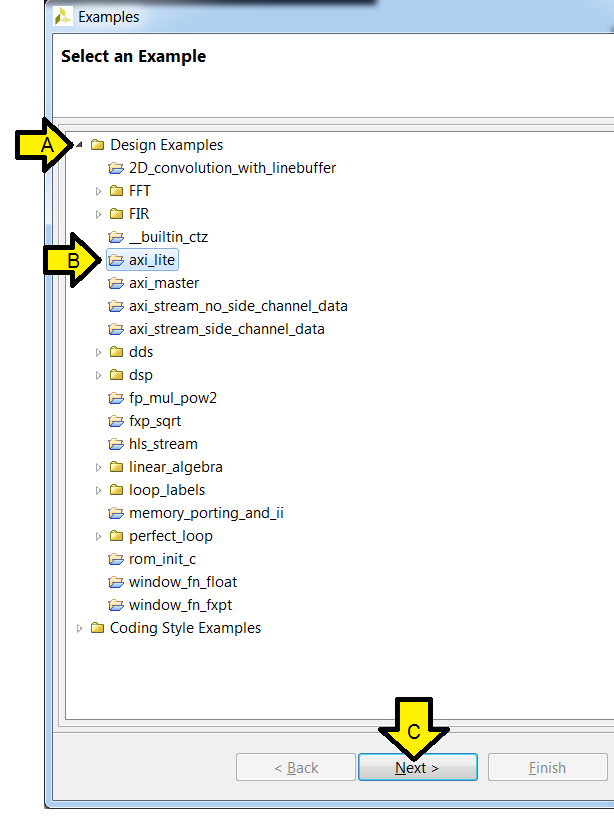 Examples
Select an Example
A
Design Examples
2D_convolution_with_linebuffer
FFT
FIR
__builtin_ctz
B
axi_lite
axi_master
axi_stream_no_side_channel_data
axi_stream_side_channel_data
dds
dsp
fp_mul_pow2
fxp_sqrt
hls_stream
linear_algebra
loop_labels
memory_porting_and_ii
perfect_loop
rom_init_c
window_fn_float
window_fn_fxpt
Coding Style Examples
C
< Back Next > Finish